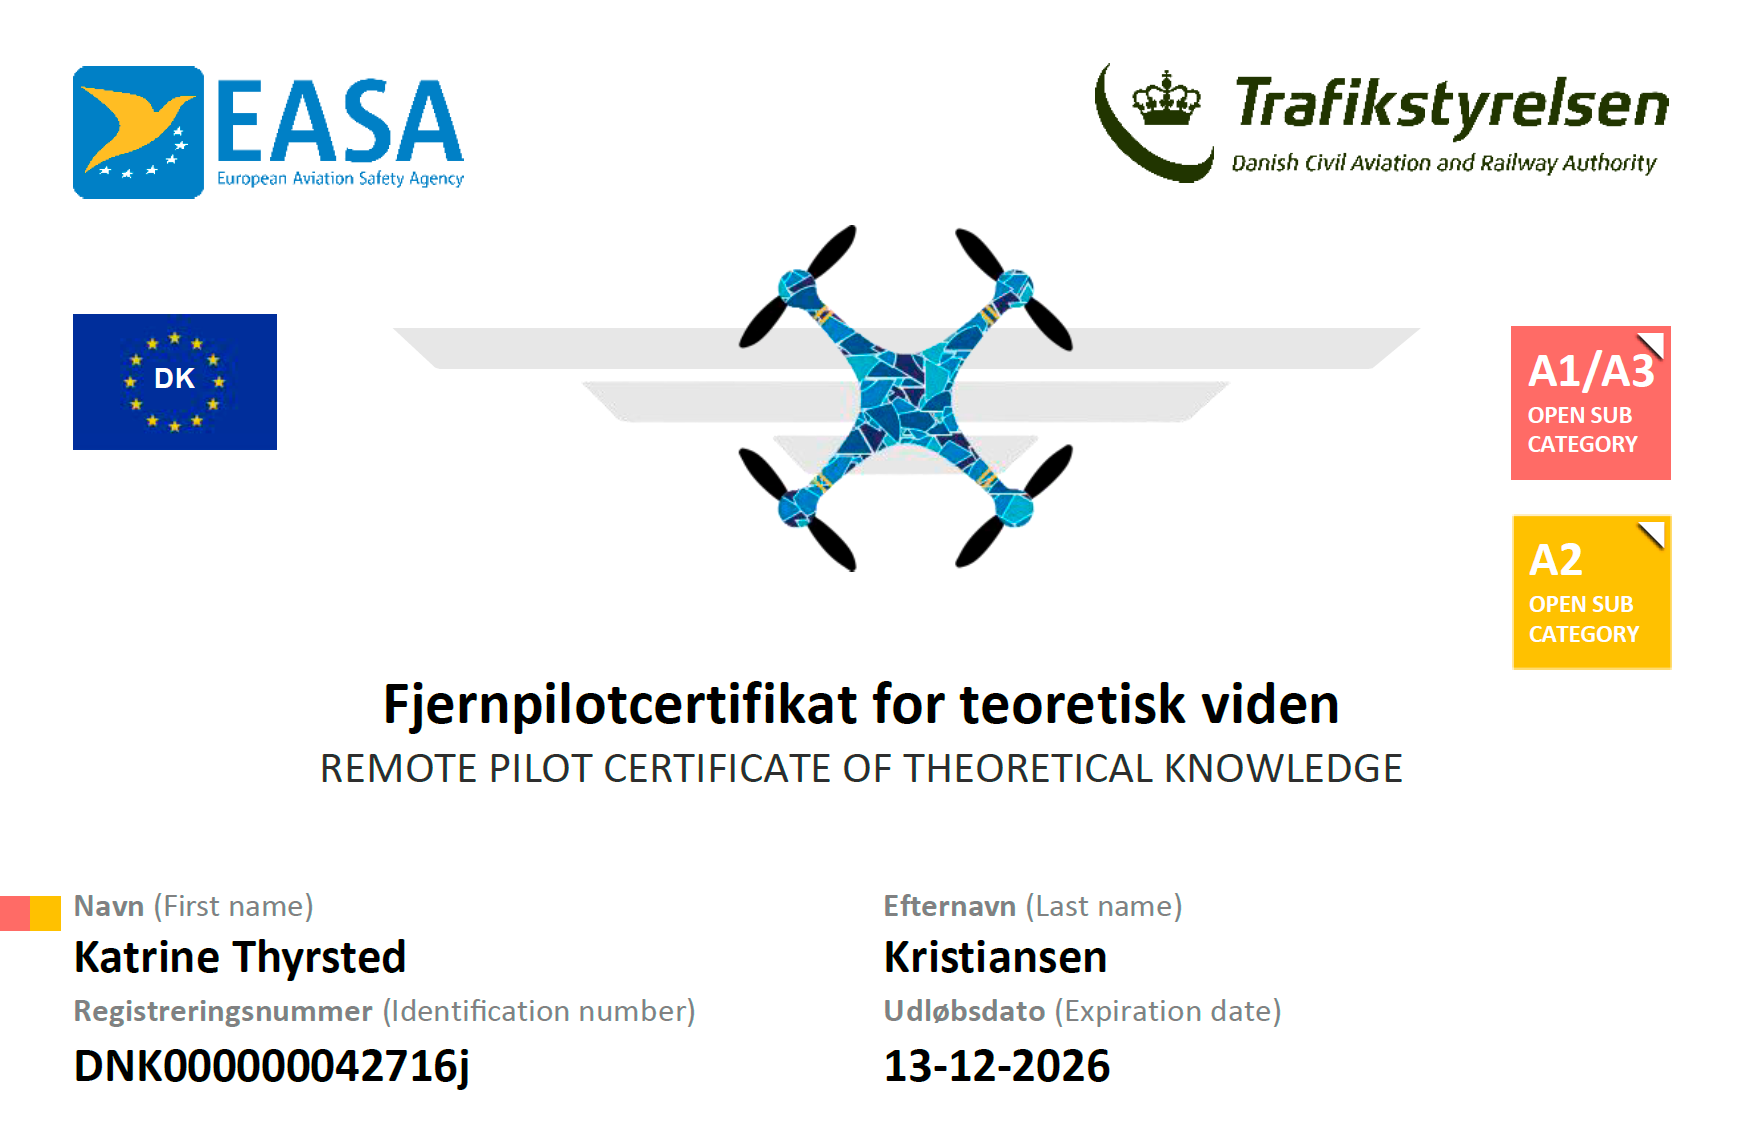 EASA
European Aviation Safety Agency
Trafikstyrelsen
Danish Civil Aviation and Railway Authority
DK
A1/A3
OPEN SUB
CATEGORY
A2
OPEN SUB
CATEGORY
Fjernpilotcertifikat for teoretisk viden
REMOTE PILOT CERTIFICATE OF THEORETICAL KNOWLEDGE
Navn (First name)
Katrine Thyrsted
Efternavn (Last name)
Kristiansen
Registreringsnummer (Identification number)
DNK000000042716j
Udløbsdato (Expiration date)
13-12-2026